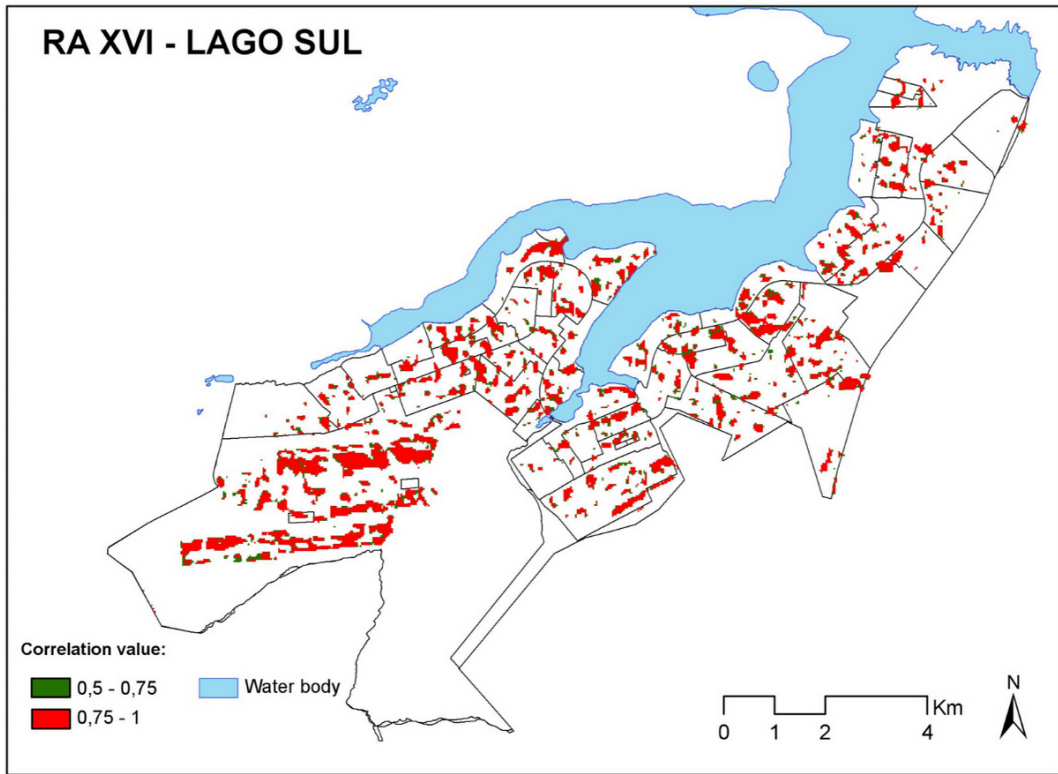 RA XVI - LAGO SUL
Correlation value:
0,5 - 0,75
Water body
0,75 - 1
Km
0 1 2 4
N